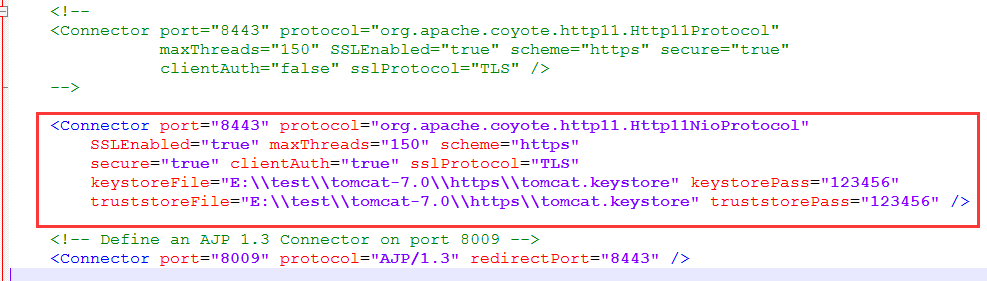 <!--
<Connector port="8443" protocol="org.apache.coyote.http11.Http11Protocol"
maxThreads="150" SSLEnabled="true" scheme="https" secure="true"
clientAuth="false" sslProtocol="TLS" />
-->
<Connector port="8443" protocol="org.apache.coyote.http11.Http11NioProtocol"
SSLEnabled="true" maxThreads="150" scheme="https"
secure="true" clientAuth="true" sslProtocol="TLS"
keystoreFile="E:\\test\\tomcat-7.0\\https\\tomcat.keystore" keystorePass="123456"
truststoreFile="E:\\test\\tomcat-7.0\\https\\tomcat.keystore" truststorePass="123456" />
<!-- Define an AJP 1.3 Connector on port 8009 -->
<Connector port="8009" protocol="AJP/1.3" redirectPort="8443" />